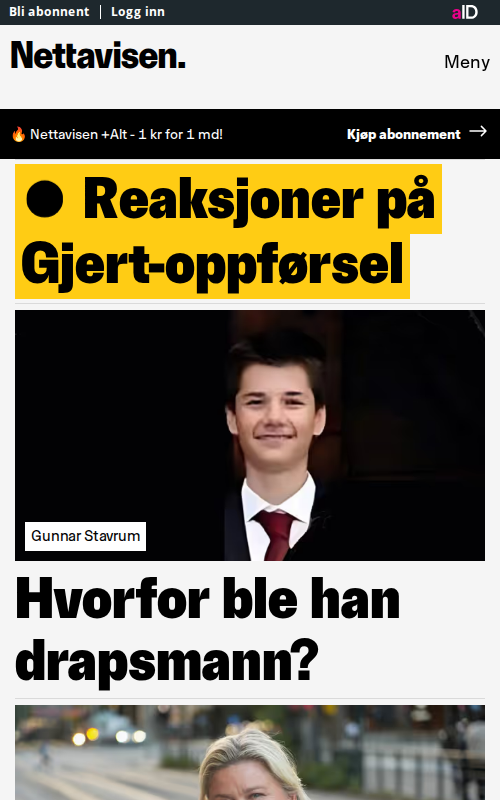 Bli abonnent | Logg inn
aID
Nettavisen.
Meny
🔥 Nettavisen +Alt - 1 kr for 1 md!
Kjøp abonnement →
● Reaksjoner på
Gjert-oppførsel
Gunnar Stavrum
Hvorfor ble han
drapsmann?